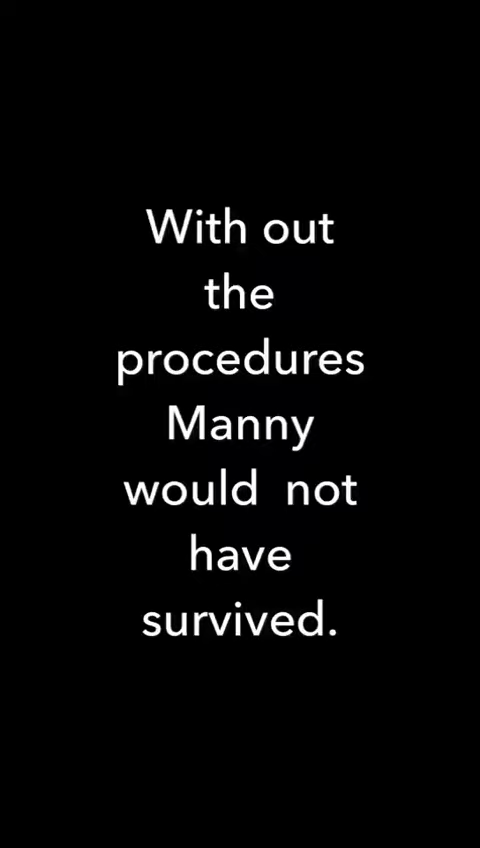 With out
the
procedures
Manny
would  not
have
survived.